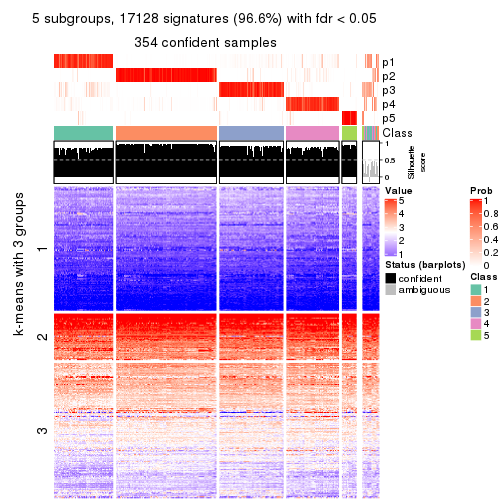 5 subgroups, 17128 signatures (96.6%) with fdr < 0.05
354 confident samples
p1
p2
p3
p4
p5
Class
1
0.5
0
Silhouette
score
k-means with 3 groups
1
2
3
Value
5
4
3
2
1
Status (barplots)
confident
ambiguous
Prob
1
0.8
0.6
0.4
0.2
0
Class
1
2
3
4
5